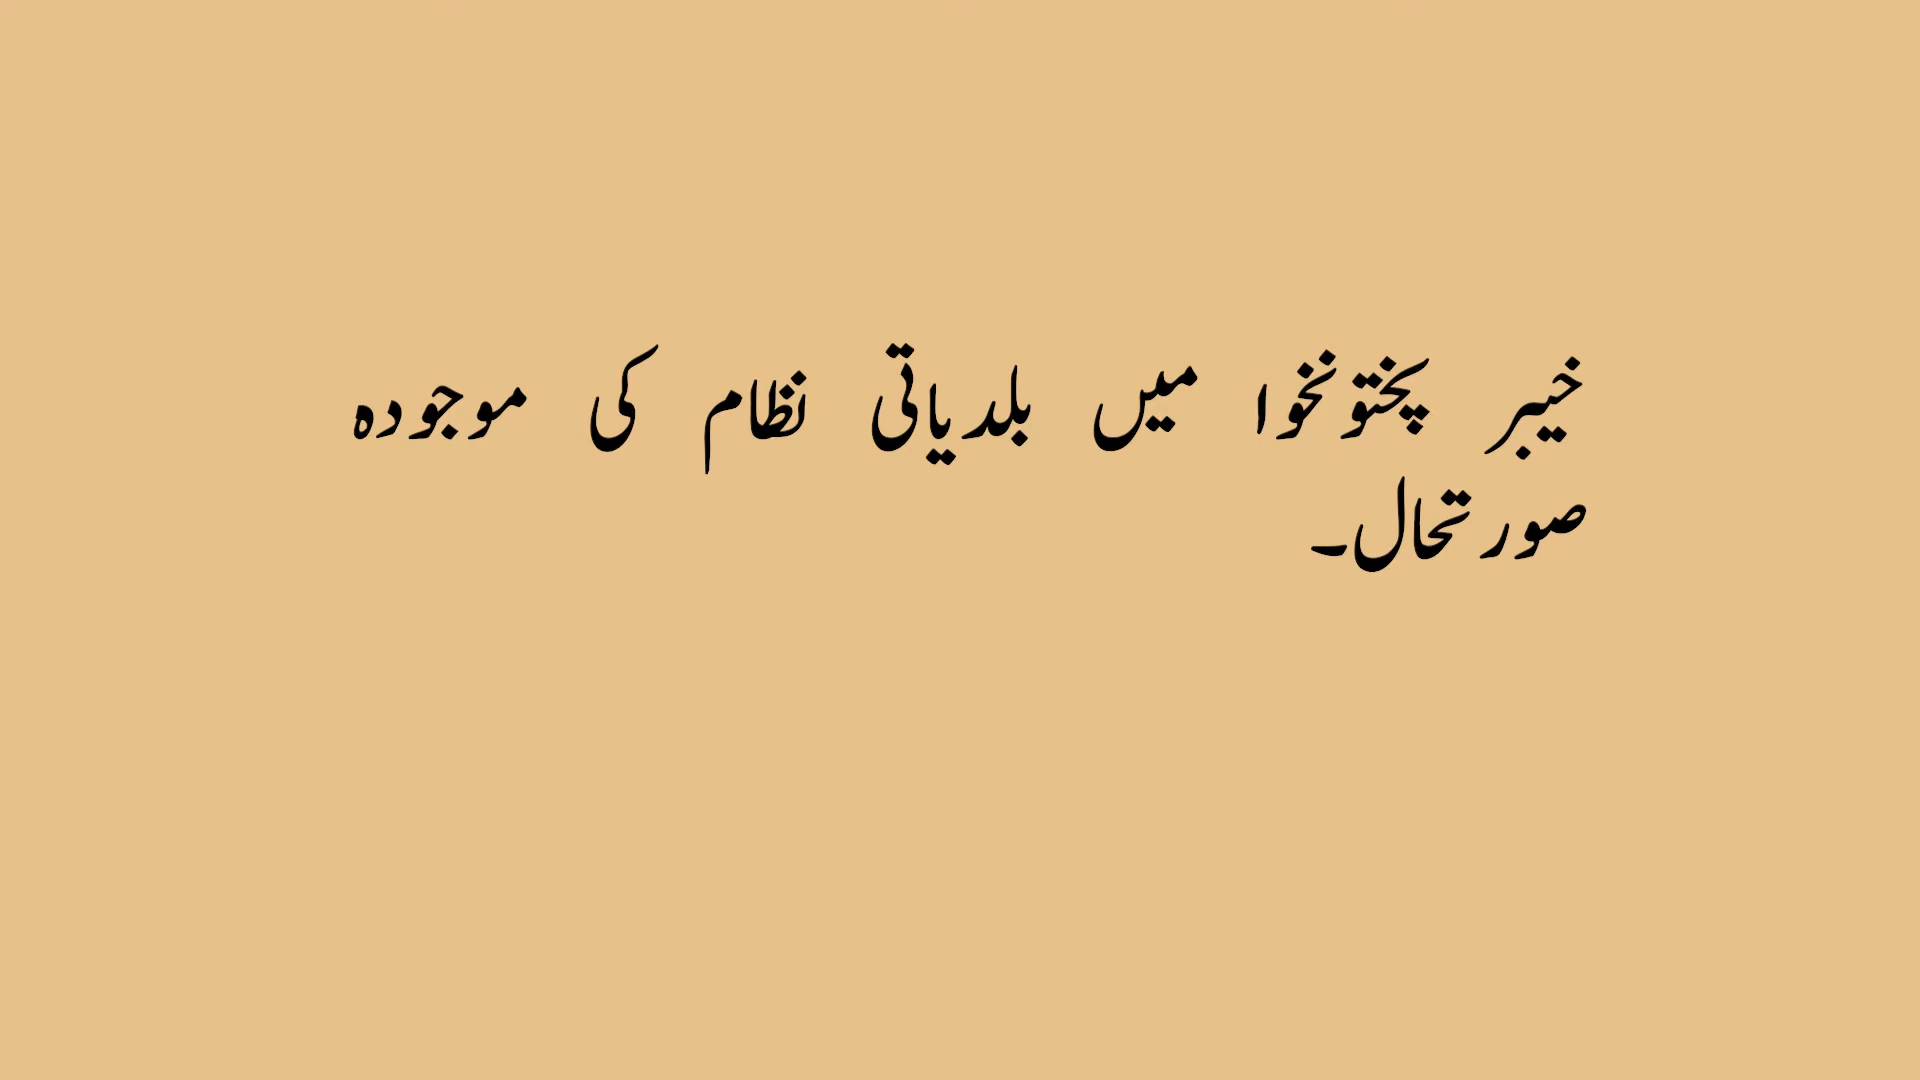 خیبر پختونخوا میں بلدیاتی نظام کی موجودہ
صورتحال۔